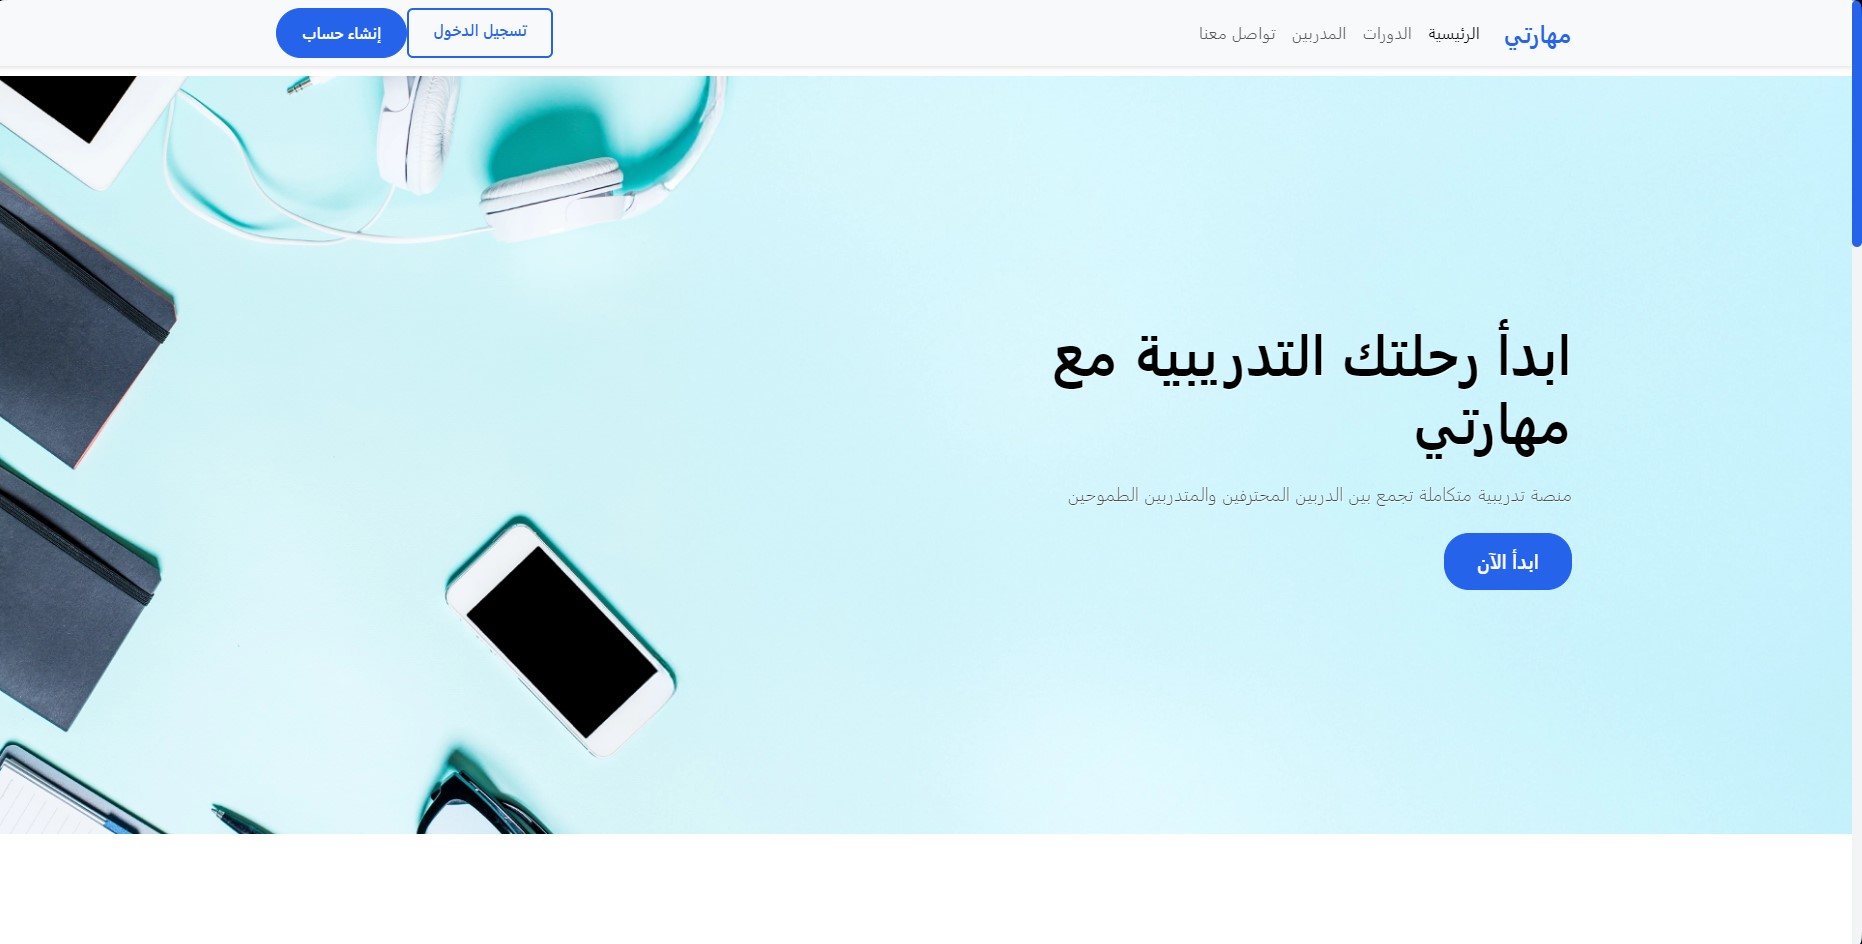 مهارتي
الرئيسية
الدورات
المدربين
تواصل معنا
تسجيل الدخول
إنشاء حساب
ابدأ رحلتك التدريبية مع
مهارتي
منصة تدريبية متكاملة تجمع بين الدربين المحترفين والمتدربين الطموحين
ابدأ الآن